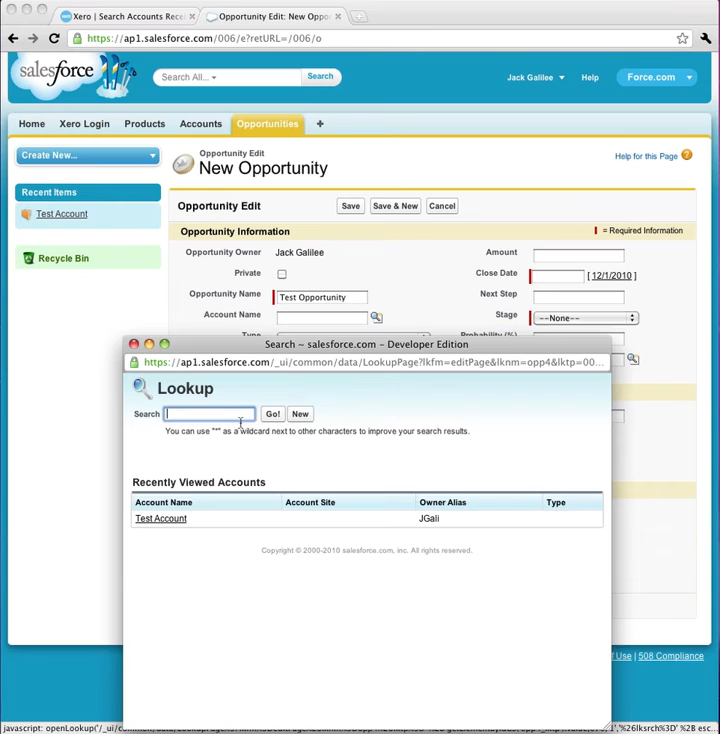 Xero | Search Accounts Rece
Opportunity Edit: New Oppor
https://ap1.salesforce.com/006/e?retURL=/006/o
salesforce
Search All...
Search
Jack Galilee
Help
Force.com
Home
Xero Login
Products
Accounts
Opportunities
+
Create New...
Recent Items
Test Account
Recycle Bin
Opportunity Edit
New Opportunity
Help for this Page ?
Opportunity Edit
Save
Save & New
Cancel
Opportunity Information
= Required Information
Opportunity Owner
Jack Galilee
Amount
Private
Close Date
[ 12/1/2010 ]
Opportunity Name
Test Opportunity
Next Step
Account Name
Stage
--None--
Type
Probability (%)
Search ~ salesforce.com – Developer Edition
https://ap1.salesforce.com/_ui/common/data/LookupPage?lkfm=editPage&lknm=opp4&lktp=00...
Lookup
Search
Go!
New
You can use "*" as a wildcard next to other characters to improve your search results.
Recently Viewed Accounts
Account Name
Account Site
Owner Alias
Type
Test Account
JGali
Copyright © 2000-2010 salesforce.com, inc. All rights reserved.
f Use | 508 Compliance